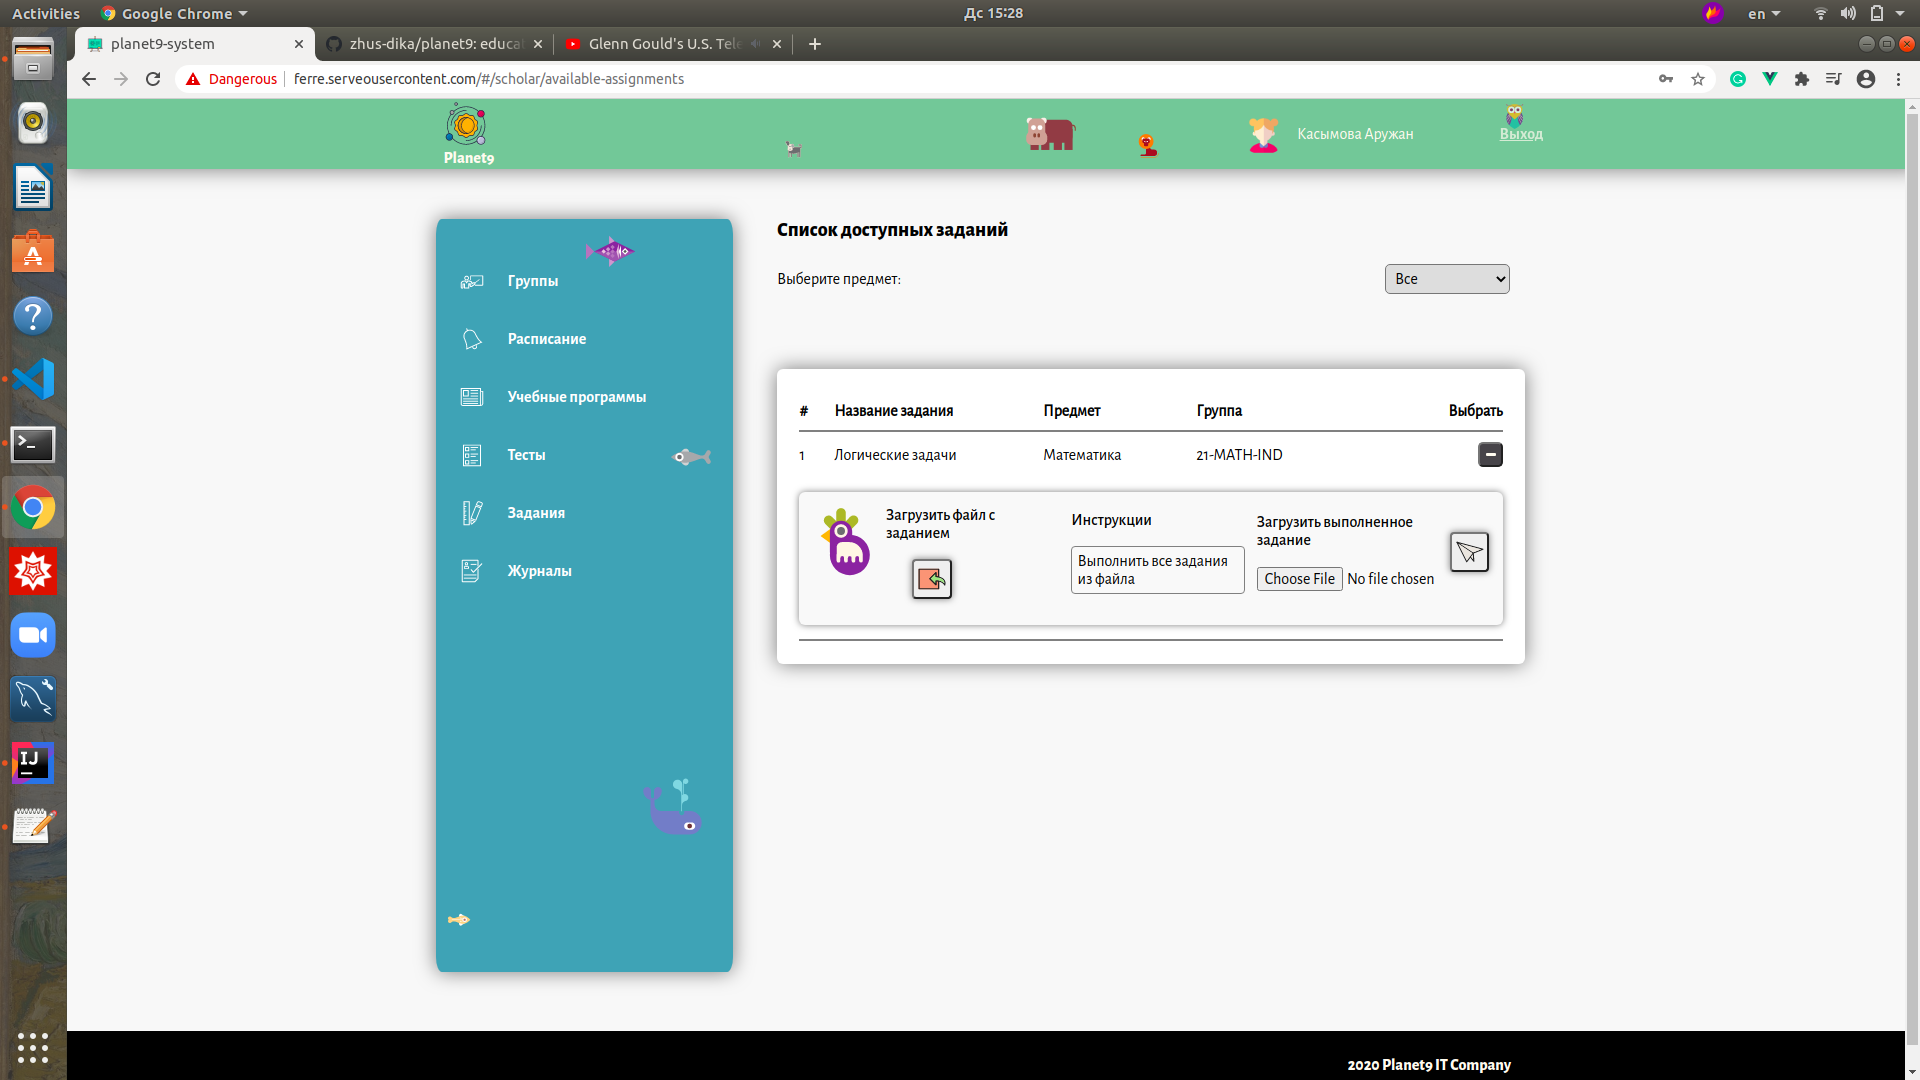 Activities Google Chrome Дс 15:28 en
planet9-system zhus-dika/planet9: educa Glenn Gould's U.S. Tele
Dangerous ferre.serveousercontent.com/#/scholar/available-assignments
Planet9 Касымова Аружан Выход
Группы
Расписание
Учебные программы
Тесты
Задания
Журналы
Список доступных заданий
Выберите предмет: Все
# Название задания Предмет Группа Выбрать
1 Логические задачи Математика 21-MATH-IND
Загрузить файл с
заданием
Инструкции
Выполнить все задания
из файла
Загрузить выполненное
задание
Choose File No file chosen
2020 Planet9 IT Company
IJ